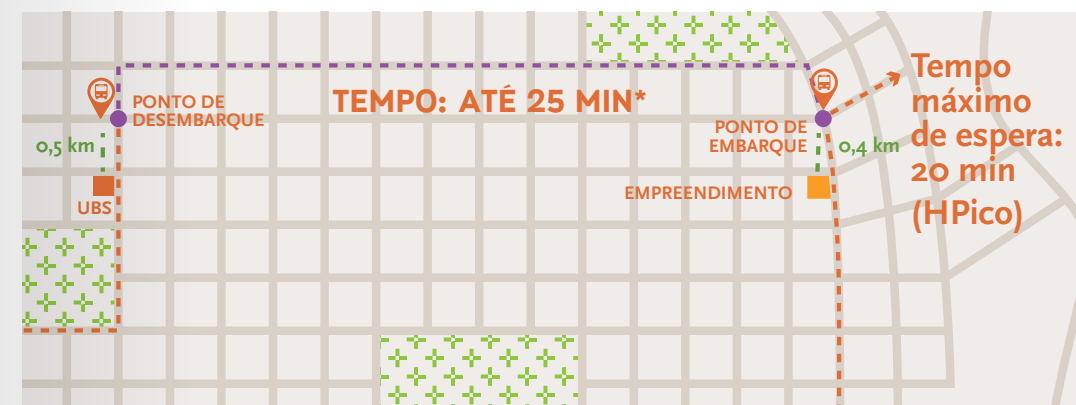 PONTO DE
DESEMBARQUE
0,5 km
UBS
TEMPO: ATÉ 25 MIN*
PONTO DE
EMBARQUE
0,4 km
EMPREENDIMENTO
Tempo
máximo
de espera:
20 min
(HPico)